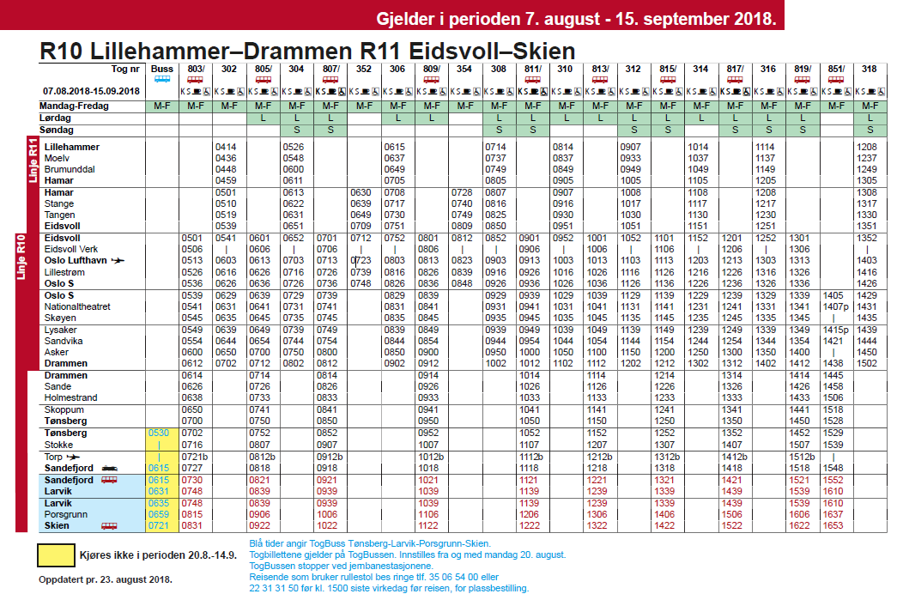 Gjelder i perioden 7. august - 15. september 2018.
R10 Lillehammer–Drammen R11 Eidsvoll–Skien
Tog nr Buss 803/ 302 805/ 304 807/ 352 306 809/ 354 308 811/ 310 813/ 312 815/ 314 817/ 316 819/ 851/ 318
07.08.2018-15.09.2018 K S K S K S K S K S K S K S K S K S K S K S K S K S K S K S K S K S K S K S K S K S
Mandag-Fredag M-F M-F M-F M-F M-F M-F M-F M-F M-F M-F M-F M-F M-F M-F M-F M-F M-F M-F M-F M-F M-F M-F
Lørdag L L L L L L L L L L L L L L L L
Søndag S S S S S S S S S S
Linje R11
Lillehammer 0414 0526 0615 0714 0814 0907 1014 1114 1208
Moelv 0436 0548 0637 0737 0837 0933 1037 1137 1237
Brumunddal 0448 0600 0649 0749 0849 0949 1049 1149 1249
Hamar 0459 0611 0705 0805 0905 1005 1105 1205 1305
Hamar 0501 0613 0630 0708 0728 0807 0907 1008 1108 1208 1308
Stange 0510 0622 0639 0717 0740 0816 0916 1017 1117 1217 1317
Tangen 0519 0631 0649 0730 0749 0825 0930 1030 1130 1230 1330
Eidsvoll 0539 0651 0709 0751 0809 0850 0951 1051 1151 1251 1351
Linje R10
Eidsvoll 0501 0541 0601 0652 0701 0712 0752 0801 0812 0852 0901 0952 1001 1052 1101 1152 1201 1252 1301 1352
Eidsvoll Verk 0506 | 0606 | 0706 | | 0806 | | 0906 | 1006 | 1106 | 1206 | 1306 |
Oslo Lufthavn 0513 0603 0613 0703 0713 0723 0803 0813 0823 0903 0913 1003 1013 1103 1113 1203 1213 1303 1313 1403
Lillestrøm 0526 0616 0626 0716 0726 0739 0816 0826 0839 0916 0926 1016 1026 1116 1126 1216 1226 1316 1326 1426
Oslo S 0536 0626 0636 0726 0736 0748 0826 0836 0848 0926 0936 1026 1036 1126 1136 1226 1236 1326 1336 1426
Oslo S 0539 0629 0639 0729 0739 0829 0839 0929 0939 1029 1039 1129 1139 1229 1239 1329 1339 1405 1429
Nationaltheatret 0541 0631 0641 0731 0741 0831 0841 0931 0941 1031 1041 1131 1141 1231 1241 1331 1341 1407p 1431
Skøyen 0545 0635 0645 0735 0745 0835 0845 0935 0945 1035 1045 1135 1145 1235 1245 1335 1345 | 1435
Lysaker 0549 0639 0649 0739 0749 0839 0849 0939 0949 1039 1049 1139 1149 1239 1249 1339 1349 1415p 1439
Sandvika 0554 0644 0654 0744 0754 0844 0854 0944 0954 1044 1054 1144 1154 1244 1254 1344 1354 1421 1444
Asker 0600 0650 0700 0750 0800 0850 0900 0950 1000 1050 1100 1150 1200 1250 1300 1350 1400 | 1450
Drammen 0612 0702 0712 0802 0812 0902 0912 1002 1012 1102 1112 1202 1212 1302 1312 1402 1412 1438 1502
Drammen 0614 0714 0814 0914 1014 1114 1214 1314 1414 1445
Sande 0626 0726 0826 0926 1026 1126 1226 1326 1426 1458
Holmestrand 0638 0733 0833 0933 1033 1133 1233 1333 1433 1506
Skoppum 0650 0741 0841 0941 1041 1141 1241 1341 1441 1518
Tønsberg 0700 0750 0850 0950 1050 1150 1250 1350 1450 1528
Tønsberg 0530 0702 0752 0852 0952 1052 1152 1252 1352 1452 1529
Stokke | 0716 0807 0907 1007 1107 1207 1307 1407 1507 1539
Torp | 0721b 0812b 0912b 1012b 1112b 1212b 1312b 1412b 1512b |
Sandefjord 0615 0727 0818 0918 1018 1118 1218 1318 1418 1518 1548
Sandefjord 0615 0730 0821 0921 1021 1121 1221 1321 1421 1521 1552
Larvik 0631 0748 0839 0939 1039 1139 1239 1339 1439 1539 1610
Larvik 0635 0748 0839 0939 1039 1139 1239 1339 1439 1539 1610
Porsgrunn 0659 0815 0906 1006 1106 1206 1306 1406 1506 1606 1637
Skien 0721 0831 0922 1022 1122 1222 1322 1422 1522 1622 1653
Kjøres ikke i perioden 20.8.-14.9.
Oppdatert pr. 23. august 2018.
Blå tider angir TogBuss Tønsberg-Larvik-Porsgrunn-Skien.
Togbillettene gjelder på TogBussen. Innstilles fra og med mandag 20. august.
TogBussen stopper ved jernbanestasjonene.
Reisende som bruker rullestol bes ringe tlf. 35 06 54 00 eller
22 31 31 50 før kl. 1500 siste virkedag før reisen, for plassbestilling.